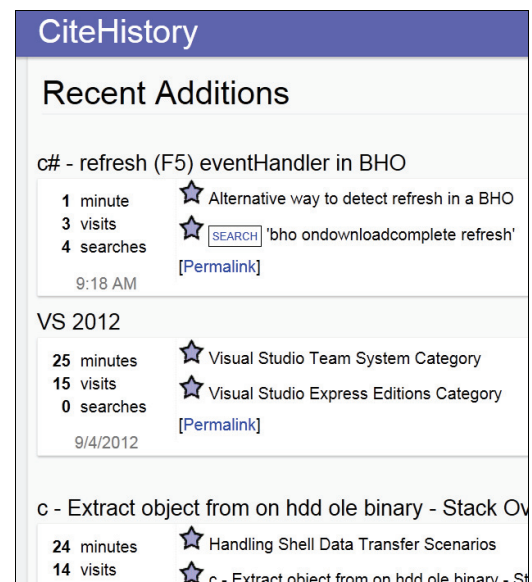 CiteHistory
Recent Additions
c# - refresh (F5) eventHandler in BHO
1 minute
Alternative way to detect refresh in a BHO
3 visits
4 searches
SEARCH 'bho ondownloadcomplete refresh'
[Permalink]
9:18 AM
VS 2012
25 minutes
Visual Studio Team System Category
15 visits
0 searches
Visual Studio Express Editions Category
[Permalink]
9/4/2012
c - Extract object from on hdd ole binary - Stack Ov
24 minutes
Handling Shell Data Transfer Scenarios
14 visits
c - Extract object from on hdd ole binary - St